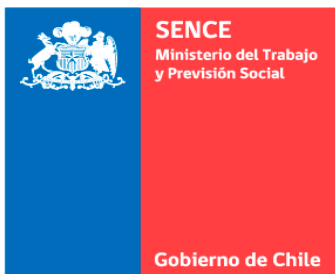 SENCE
Ministerio del Trabajo
y Previsión Social
Gobierno de Chile